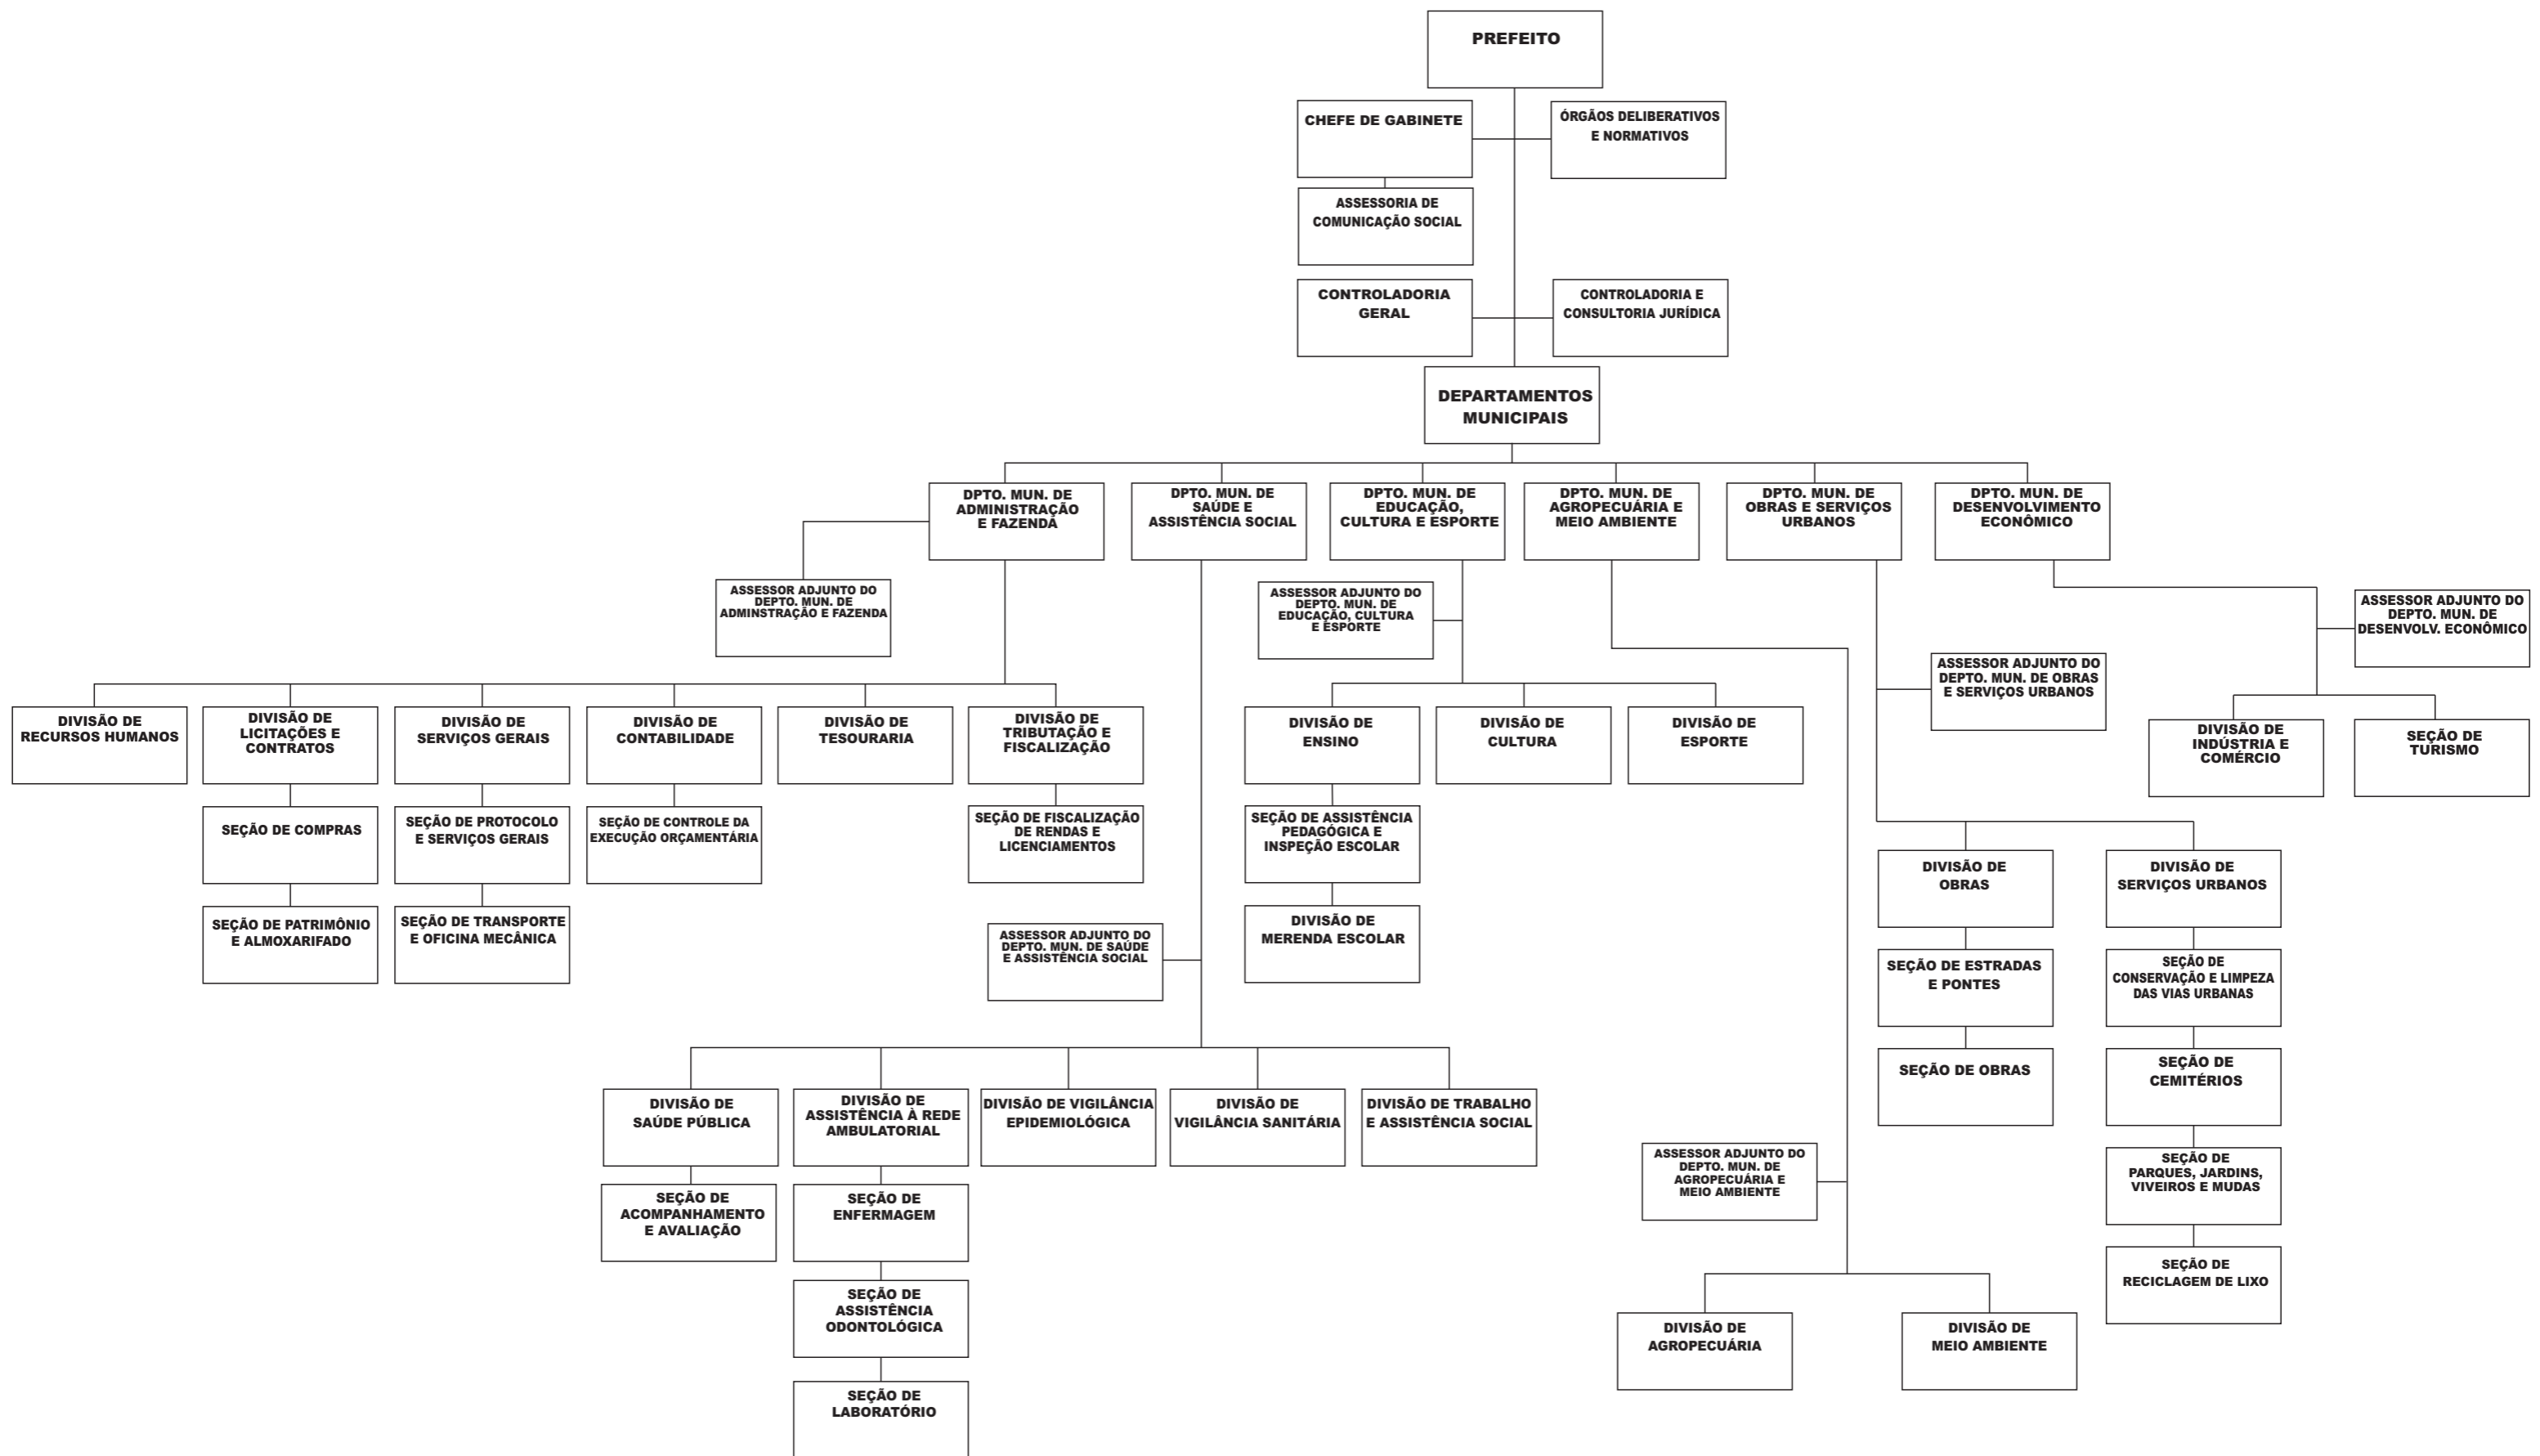 PREFEITO
CHEFE DE GABINETE
ÓRGÃOS DELIBERATIVOS
E NORMATIVOS
ASSESSORIA DE
COMUNICAÇÃO SOCIAL
CONTROLADORIA
GERAL
CONTROLADORIA E
CONSULTORIA JURÍDICA
DEPARTAMENTOS
MUNICIPAIS
DPTO. MUN. DE
ADMINISTRAÇÃO
E FAZENDA
DPTO. MUN. DE
SAÚDE E
ASSISTÊNCIA SOCIAL
DPTO. MUN. DE
EDUCAÇÃO,
CULTURA E ESPORTE
DPTO. MUN. DE
AGROPECUÁRIA E
MEIO AMBIENTE
DPTO. MUN. DE
OBRAS E SERVIÇOS
URBANOS
DPTO. MUN. DE
DESENVOLVIMENTO
ECONÔMICO
ASSESSOR ADJUNTO DO
DEPTO. MUN. DE
ADMINSTRAÇÃO E FAZENDA
ASSESSOR ADJUNTO DO
DEPTO. MUN. DE
EDUCAÇÃO, CULTURA
E ESPORTE
ASSESSOR ADJUNTO DO
DEPTO. MUN. DE
DESENVOLV. ECONÔMICO
ASSESSOR ADJUNTO DO
DEPTO. MUN. DE OBRAS
E SERVIÇOS URBANOS
DIVISÃO DE
RECURSOS HUMANOS
DIVISÃO DE
LICITAÇÕES E
CONTRATOS
DIVISÃO DE
SERVIÇOS GERAIS
DIVISÃO DE
CONTABILIDADE
DIVISÃO DE
TESOURARIA
DIVISÃO DE
TRIBUTAÇÃO E
FISCALIZAÇÃO
DIVISÃO DE
ENSINO
DIVISÃO DE
CULTURA
DIVISÃO DE
ESPORTE
DIVISÃO DE
INDÚSTRIA E
COMÉRCIO
SEÇÃO DE
TURISMO
SEÇÃO DE COMPRAS
SEÇÃO DE PROTOCOLO
E SERVIÇOS GERAIS
SEÇÃO DE CONTROLE DA
EXECUÇÃO ORÇAMENTÁRIA
SEÇÃO DE FISCALIZAÇÃO
DE RENDAS E
LICENCIAMENTOS
SEÇÃO DE ASSISTÊNCIA
PEDAGÓGICA E
INSPEÇÃO ESCOLAR
DIVISÃO DE
OBRAS
DIVISÃO DE
SERVIÇOS URBANOS
SEÇÃO DE PATRIMÔNIO
E ALMOXARIFADO
SEÇÃO DE TRANSPORTE
E OFICINA MECÂNICA
ASSESSOR ADJUNTO DO
DEPTO. MUN. DE SAÚDE
E ASSISTÊNCIA SOCIAL
DIVISÃO DE
MERENDA ESCOLAR
SEÇÃO DE ESTRADAS
E PONTES
SEÇÃO DE
CONSERVAÇÃO E LIMPEZA
DAS VIAS URBANAS
SEÇÃO DE OBRAS
SEÇÃO DE
CEMITÉRIOS
DIVISÃO DE
SAÚDE PÚBLICA
DIVISÃO DE
ASSISTÊNCIA À REDE
AMBULATORIAL
DIVISÃO DE VIGILÂNCIA
EPIDEMIOLÓGICA
DIVISÃO DE
VIGILÂNCIA SANITÁRIA
DIVISÃO DE TRABALHO
E ASSISTÊNCIA SOCIAL
ASSESSOR ADJUNTO DO
DEPTO. MUN. DE
AGROPECUÁRIA E
MEIO AMBIENTE
SEÇÃO DE
PARQUES, JARDINS,
VIVEIROS E MUDAS
SEÇÃO DE
ACOMPANHAMENTO
E AVALIAÇÃO
SEÇÃO DE
ENFERMAGEM
SEÇÃO DE
RECICLAGEM DE LIXO
SEÇÃO DE
ASSISTÊNCIA
ODONTOLÓGICA
DIVISÃO DE
AGROPECUÁRIA
DIVISÃO DE
MEIO AMBIENTE
SEÇÃO DE
LABORATÓRIO